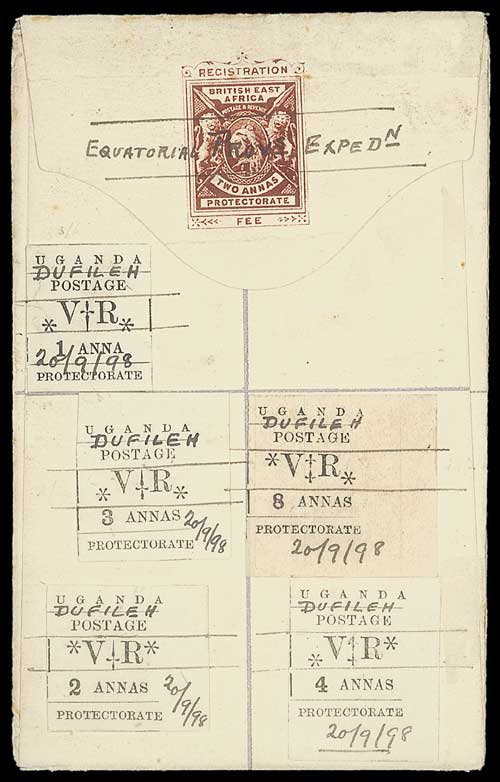 REGISTRATION
BRITISH EAST
AFRICA
POSTAGE & REVENUE
EQUATORIAL TRANS EXPEDN
TWO ANNAS
PROTECTORATE
FEE
3/-
UGANDA
DUFILEH
POSTAGE
*V†R*
1 ANNA
20/9/98
PROTECTORATE
UGANDA
DUFILEH
POSTAGE
*V‡R*
3 ANNAS 20/9/98
PROTECTORATE
UGANDA
DUFILEH
POSTAGE
*V‡R*
8 ANNAS
PROTECTORATE
20/9/98
UGANDA
DUFILEH
POSTAGE
*V‡R*
2 ANNAS 20/9/98
PROTECTORATE
UGANDA
DUFILEH
POSTAGE
*V‡R*
4 ANNAS
PROTECTORATE
20/9/98